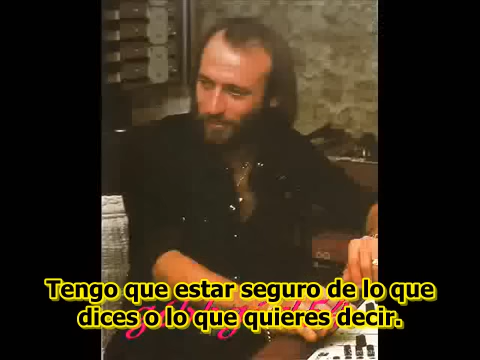 Tengo que estar seguro de lo que
dices o lo que quieres decir.